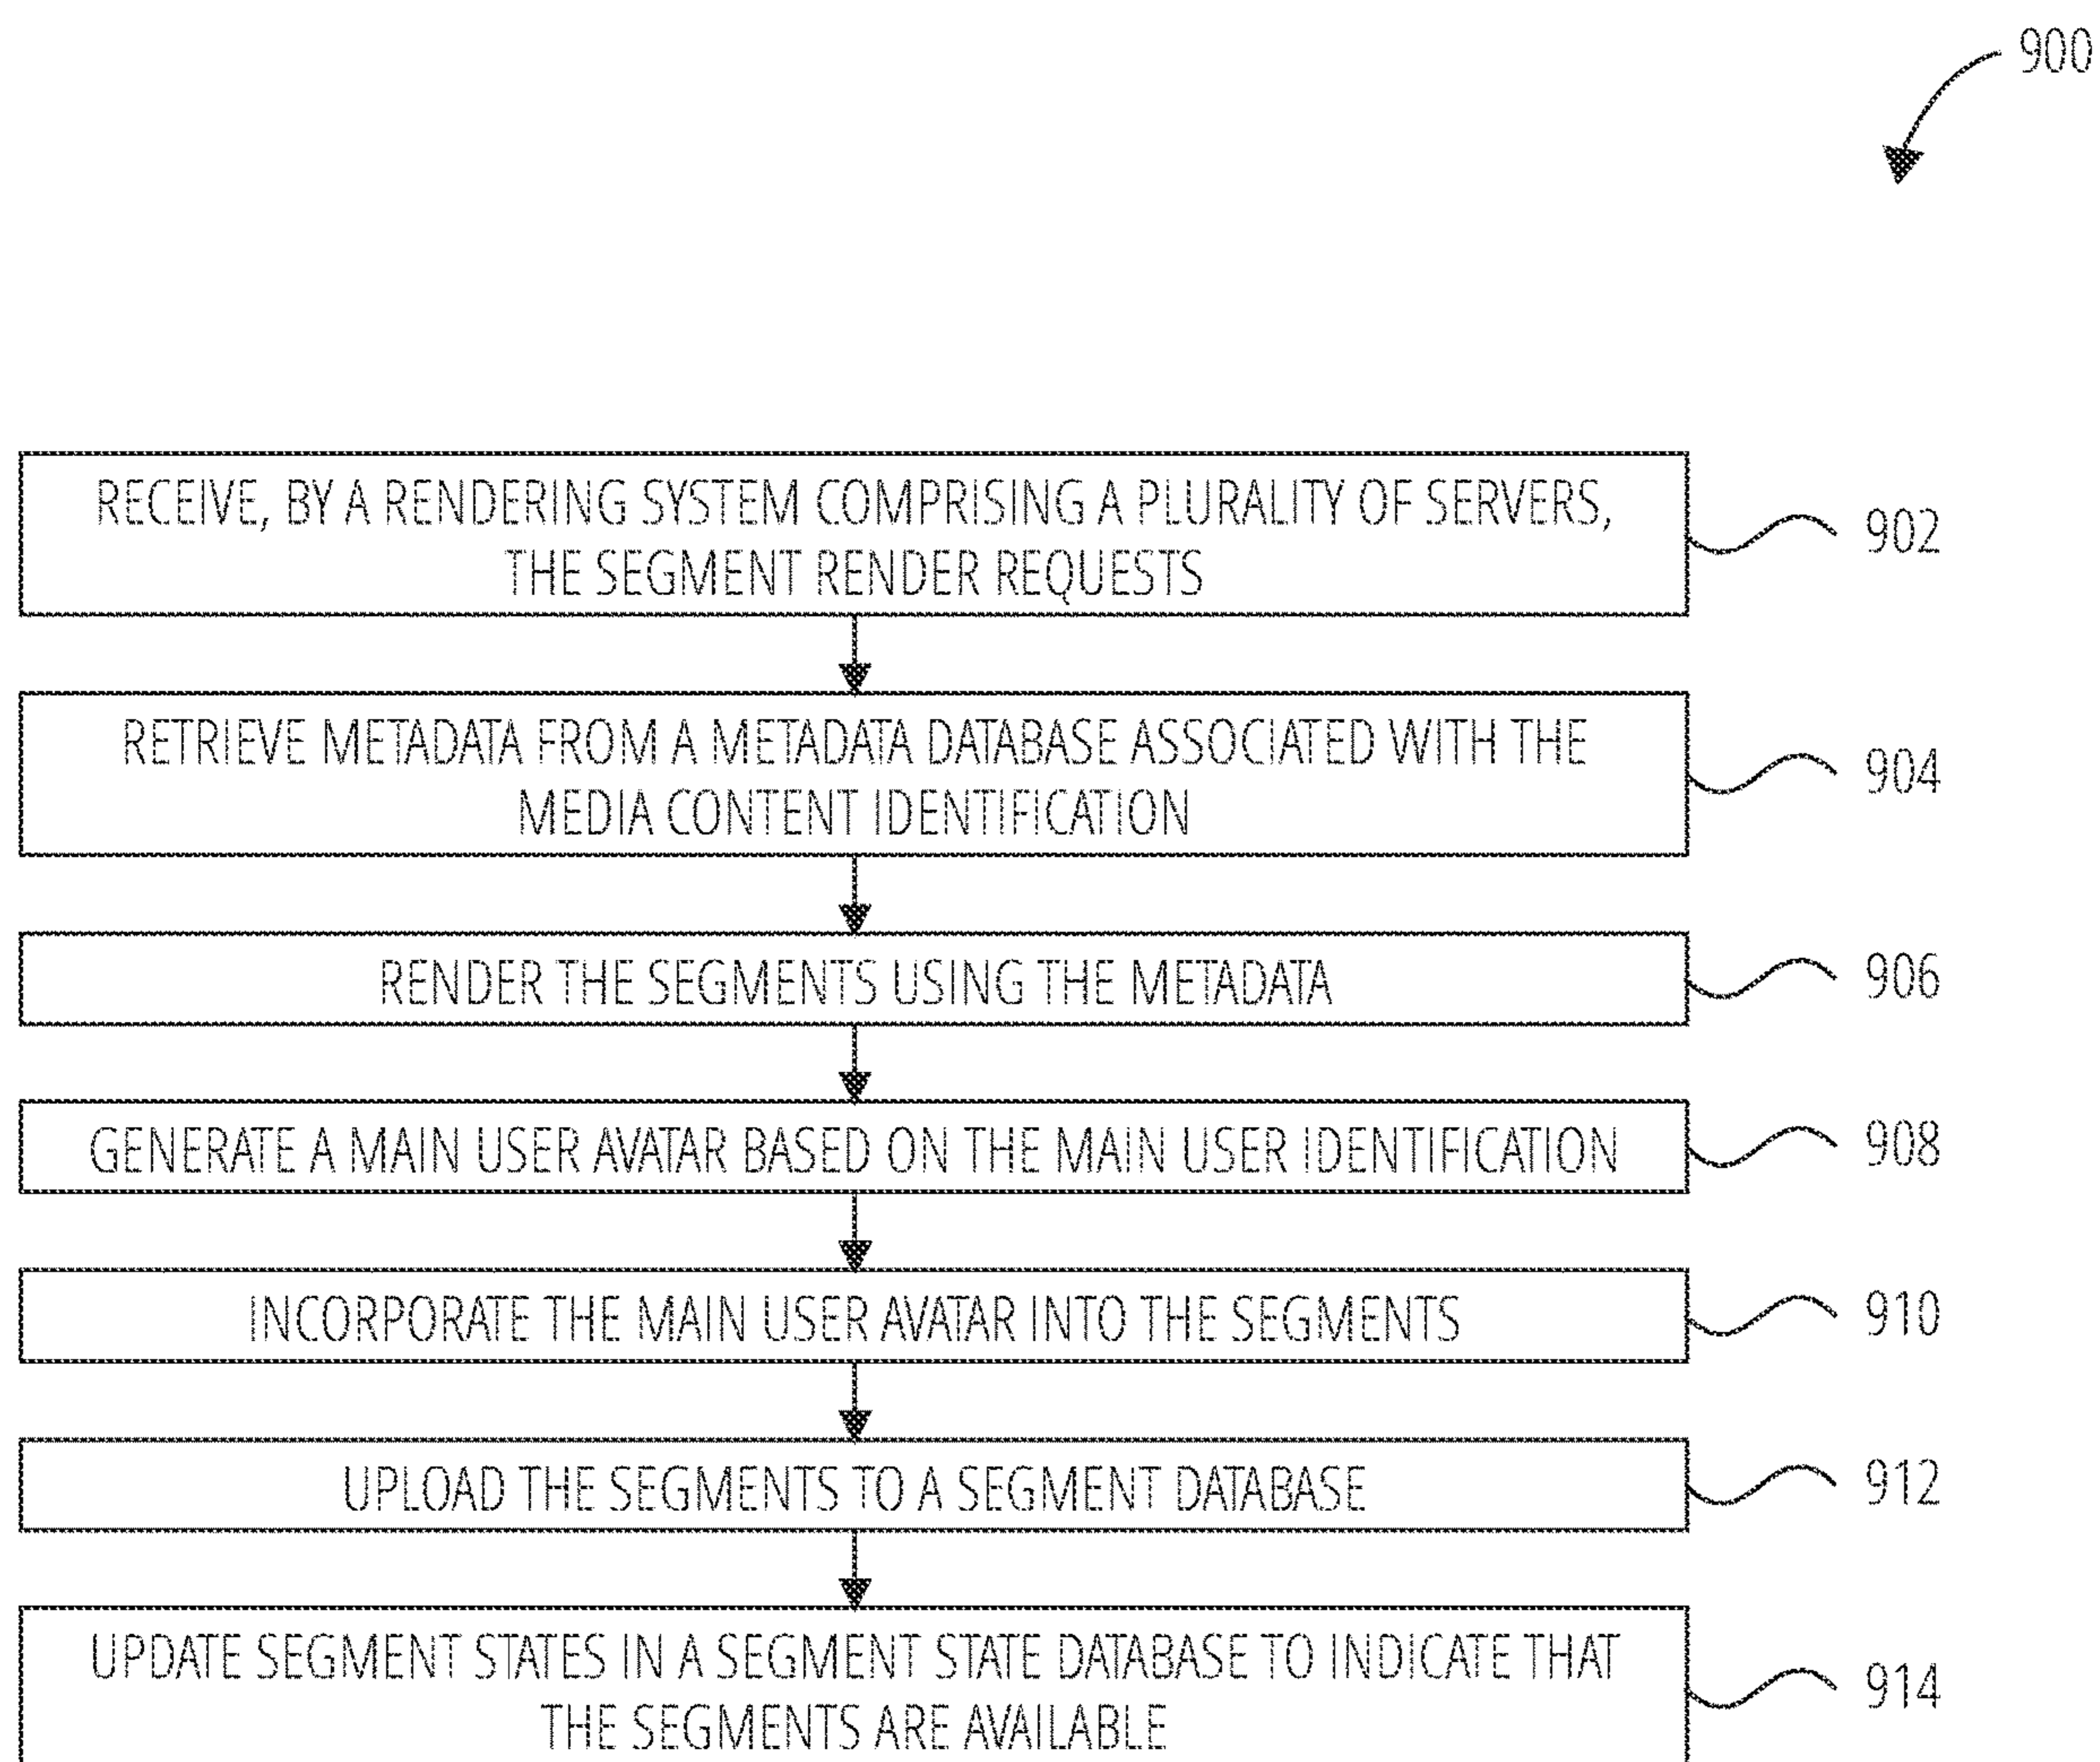 900
RECEIVE, BY A RENDERING SYSTEM COMPRISING A PLURALITY OF SERVERS,
THE SEGMENT RENDER REQUESTS
902
RETRIEVE METADATA FROM A METADATA DATABASE ASSOCIATED WITH THE
MEDIA CONTENT IDENTIFICATION
904
RENDER THE SEGMENTS USING THE METADATA
906
GENERATE A MAIN USER AVATAR BASED ON THE MAIN USER IDENTIFICATION
908
INCORPORATE THE MAIN USER AVATAR INTO THE SEGMENTS
910
UPLOAD THE SEGMENTS TO A SEGMENT DATABASE
912
UPDATE SEGMENT STATES IN A SEGMENT STATE DATABASE TO INDICATE THAT
THE SEGMENTS ARE AVAILABLE
914